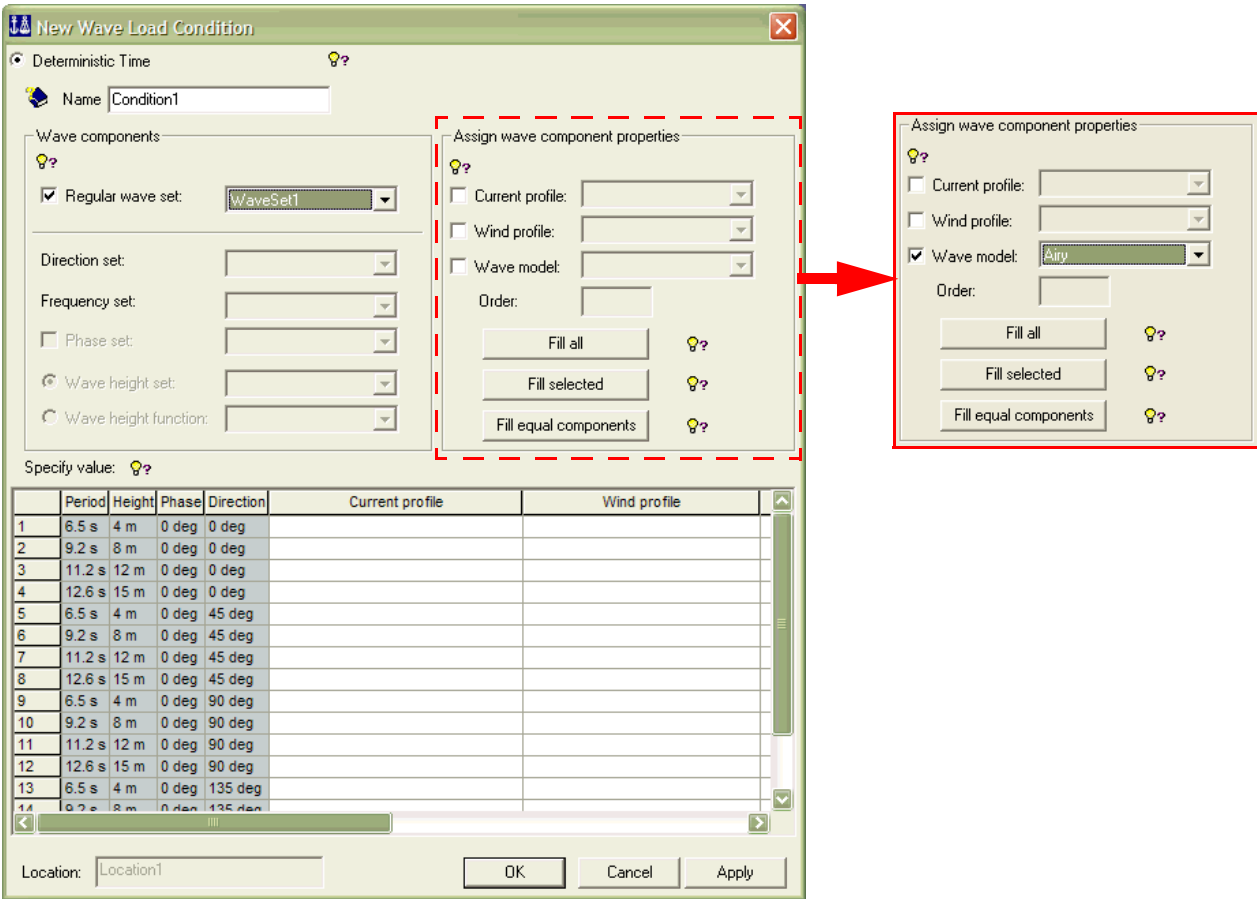 New Wave Load Condition
Deterministic Time
Name Condition1
Wave components
Regular wave set: WaveSet1
Direction set:
Frequency set:
Phase set:
Wave height set:
Wave height function:
Assign wave component properties
Current profile:
Wind profile:
Wave model:
Order:
Fill all
Fill selected
Fill equal components
Assign wave component properties
Current profile:
Wind profile:
Wave model: Airy
Order:
Fill all
Fill selected
Fill equal components
Specify value:
Period Height Phase Direction Current profile Wind profile
1 6.5 s 4 m 0 deg 0 deg
2 9.2 s 8 m 0 deg 0 deg
3 11.2 s 12 m 0 deg 0 deg
4 12.6 s 15 m 0 deg 0 deg
5 6.5 s 4 m 0 deg 45 deg
6 9.2 s 8 m 0 deg 45 deg
7 11.2 s 12 m 0 deg 45 deg
8 12.6 s 15 m 0 deg 45 deg
9 6.5 s 4 m 0 deg 90 deg
10 9.2 s 8 m 0 deg 90 deg
11 11.2 s 12 m 0 deg 90 deg
12 12.6 s 15 m 0 deg 90 deg
13 6.5 s 4 m 0 deg 135 deg
14 9.2 s 8 m 0 deg 135 deg
Location: Location1
OK Cancel Apply